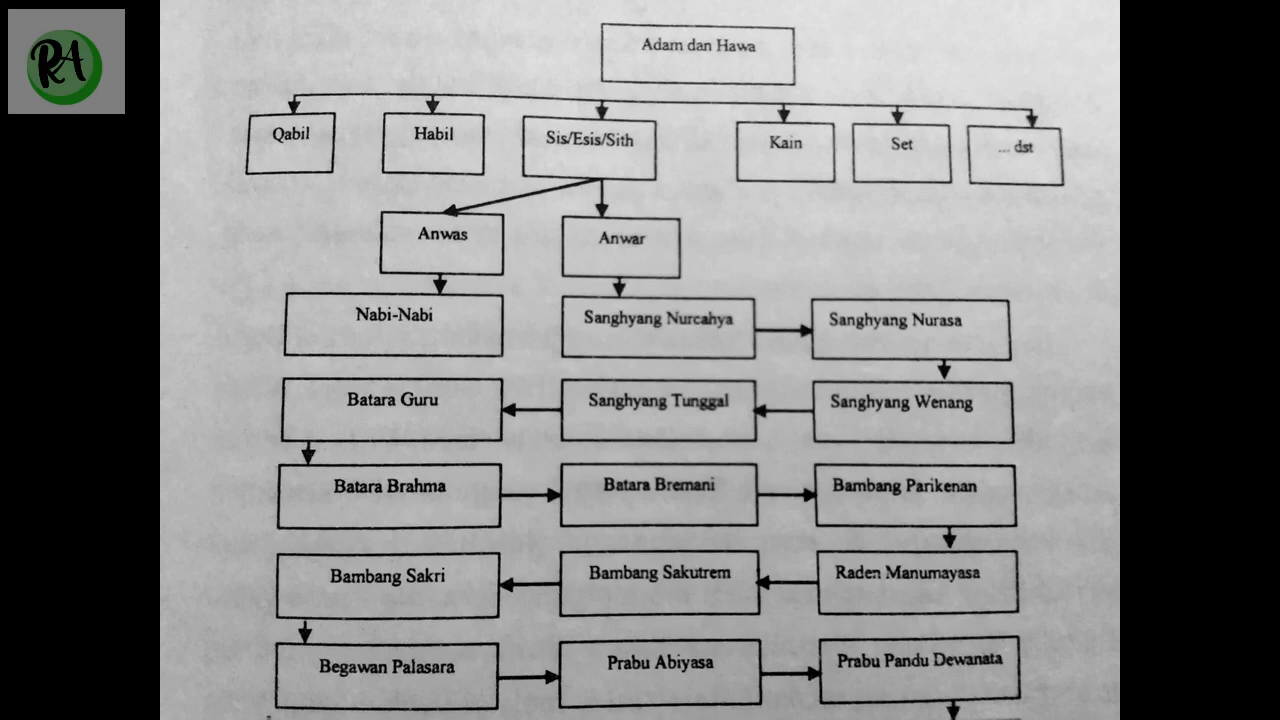 RA
Adam dan Hawa
Qabil
Habil
Sis/Esis/Sith
Kain
Set
... dst
Anwas
Anwar
Nabi-Nabi
Sanghyang Nurcahya
Sanghyang Nurasa
Batara Guru
Sanghyang Tunggal
Sanghyang Wenang
Batara Brahma
Batara Bremani
Bambang Parikenan
Bambang Sakri
Bambang Sakutrem
Raden Manumayasa
Begawan Palasara
Prabu Abiyasa
Prabu Pandu Dewanata